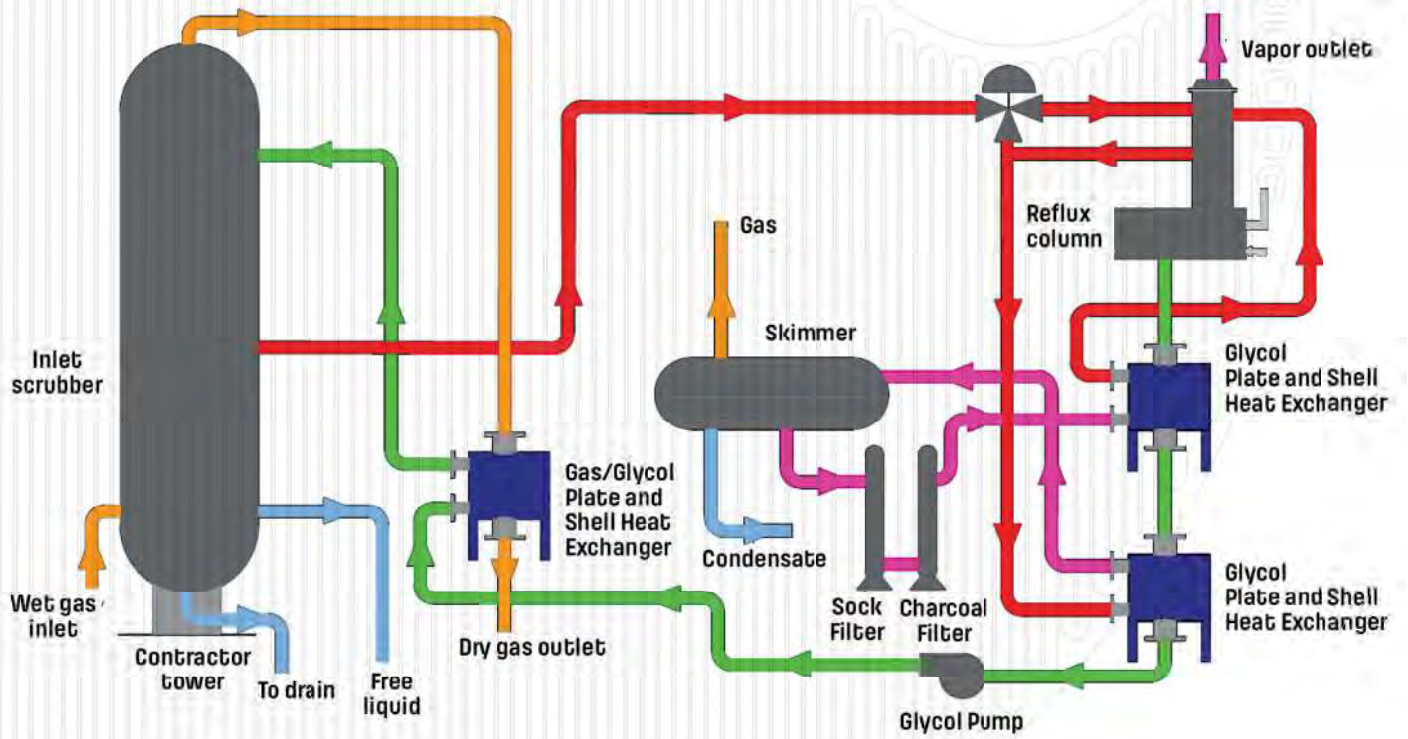 Vapor outlet
Reflux
column
Gas
Skimmer
Inlet
scrubber
Glycol
Plate and Shell
Heat Exchanger
Gas/Glycol
Plate and
Shell Heat
Exchanger
Condensate
Glycol
Plate and Shell
Heat Exchanger
Wet gas
inlet
Sock
Filter
Charcoal
Filter
Dry gas outlet
Contractor
tower
To drain
Free
liquid
Glycol Pump